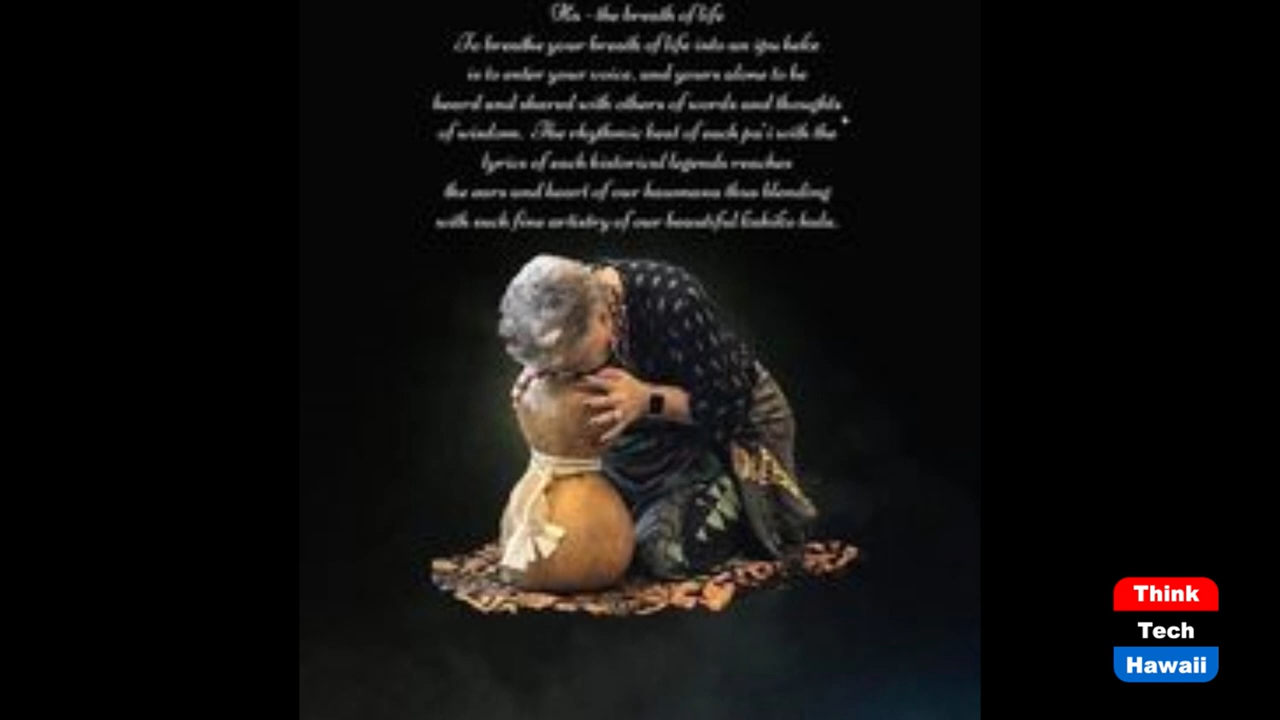 Ha - the breath of life
To breathe your breath of life into an ipu heke
is to enter your voice, and yours alone to be
heard and shared with others of words and thoughts
of wisdom. The rhythmic beat of each pa'i with the
lyrics of each historical legends reaches
the ears and heart of our haumana thus blending
with each fine artistry of our beautiful kahiko hula.
Think
Tech
Hawaii